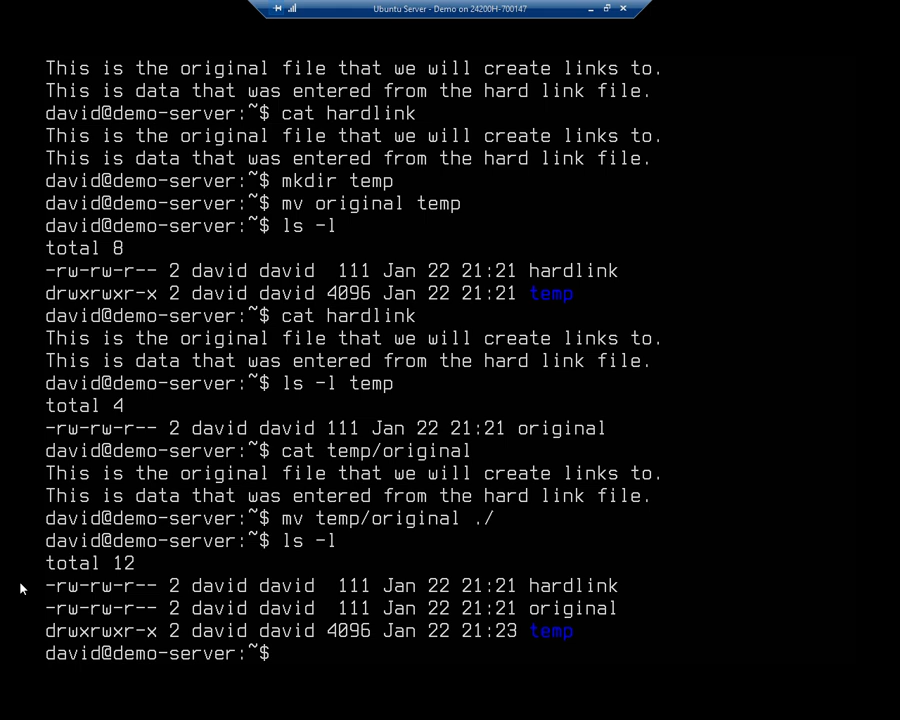 Ubuntu Server - Demo on 24200H-700147
This is the original file that we will create links to.
This is data that was entered from the hard link file.
david@demo-server:~$ cat hardlink
This is the original file that we will create links to.
This is data that was entered from the hard link file.
david@demo-server:~$ mkdir temp
david@demo-server:~$ mv original temp
david@demo-server:~$ ls -l
total 8
-rw-rw-r-- 2 david david  111 Jan 22 21:21 hardlink
drwxrwxr-x 2 david david 4096 Jan 22 21:21 temp
david@demo-server:~$ cat hardlink
This is the original file that we will create links to.
This is data that was entered from the hard link file.
david@demo-server:~$ ls -l temp
total 4
-rw-rw-r-- 2 david david 111 Jan 22 21:21 original
david@demo-server:~$ cat temp/original
This is the original file that we will create links to.
This is data that was entered from the hard link file.
david@demo-server:~$ mv temp/original ./
david@demo-server:~$ ls -l
total 12
-rw-rw-r-- 2 david david  111 Jan 22 21:21 hardlink
-rw-rw-r-- 2 david david  111 Jan 22 21:21 original
drwxrwxr-x 2 david david 4096 Jan 22 21:23 temp
david@demo-server:~$